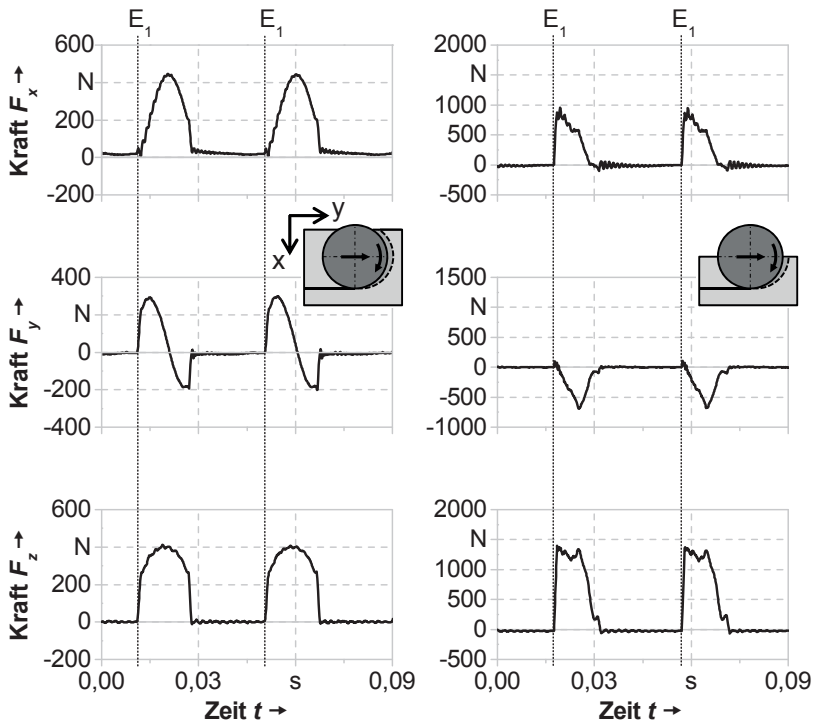 E1 E1
600
N
200
0
-200
Kraft Fx →
E1 E1
2000
N
1000
500
0
-500
y
x
400
N
0
-200
-400
Kraft Fy →
1500
N
500
0
-500
-1000
600
N
200
0
-200
Kraft Fz →
0,00 0,03 s 0,09
Zeit t →
2000
N
1000
500
0
-500
0,00 0,03 s 0,09
Zeit t →